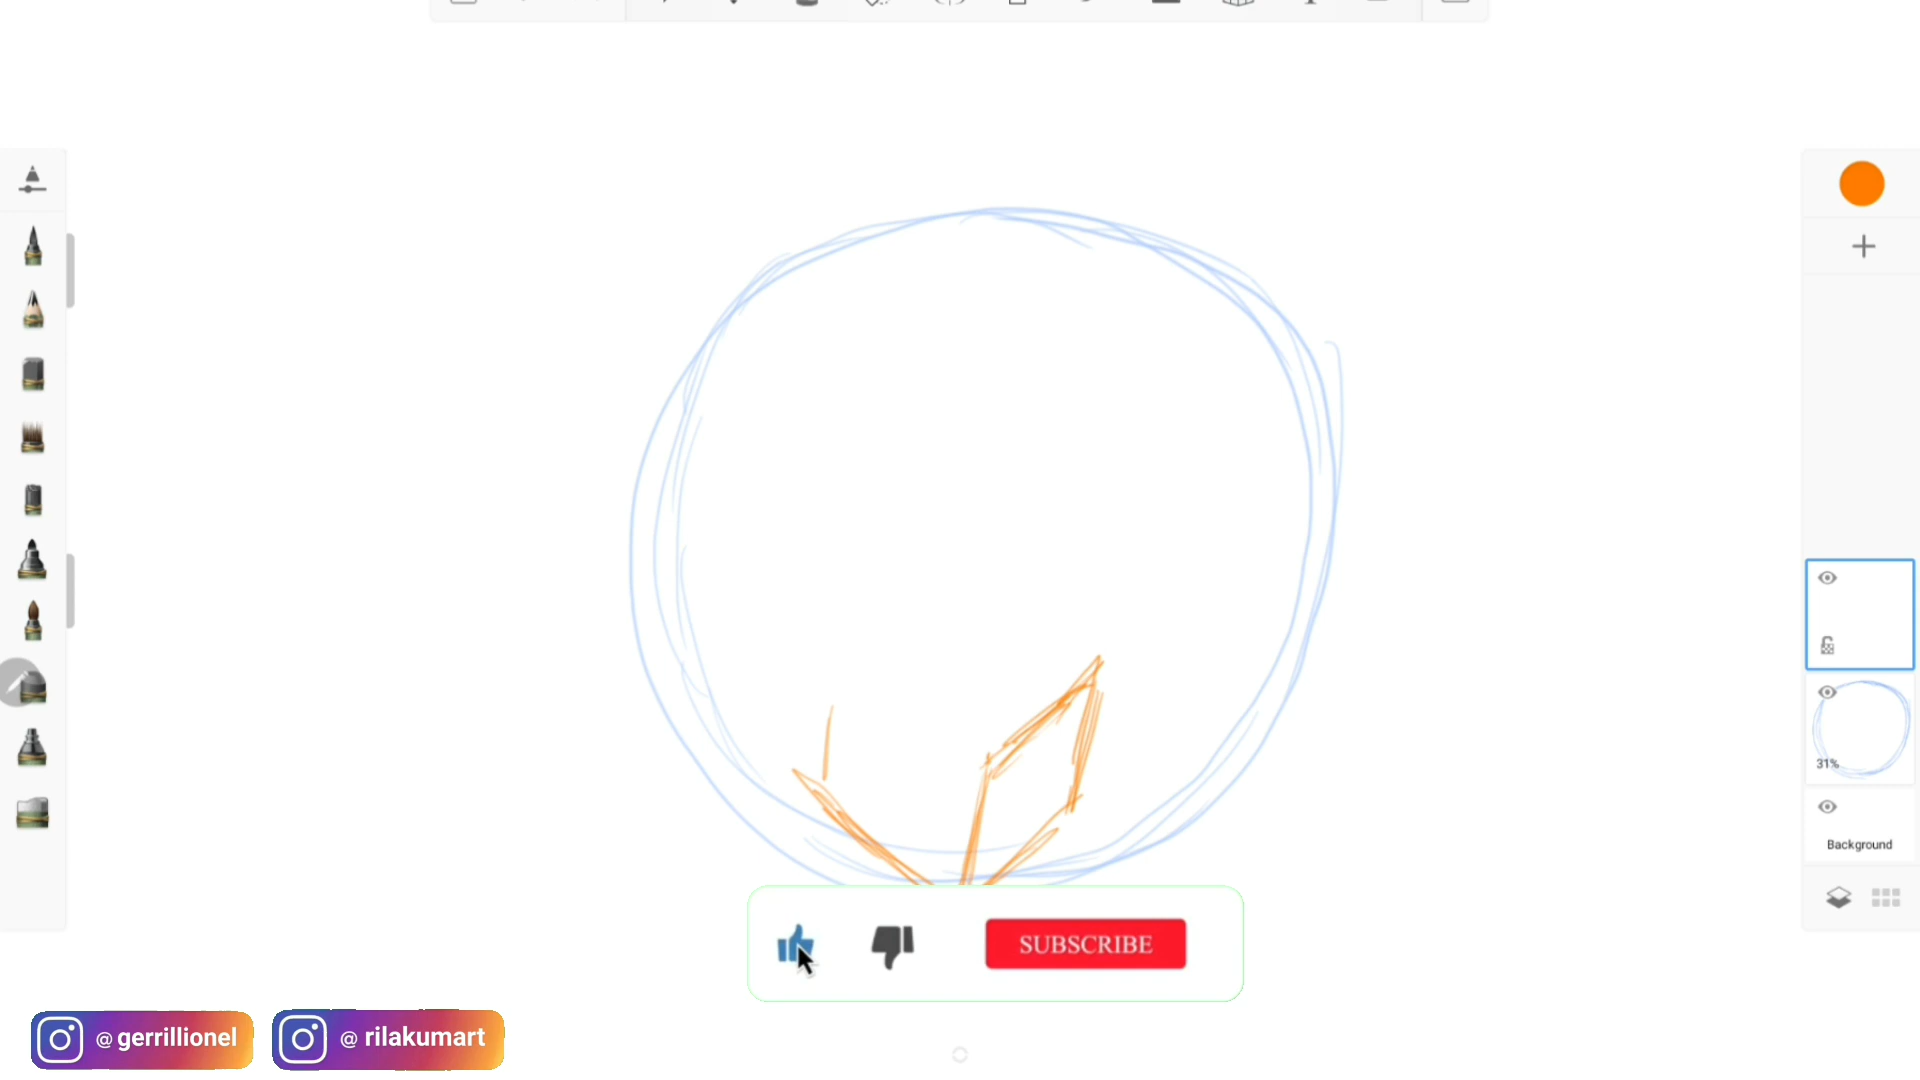 31%
Background
SUBSCRIBE
@ gerrillionel
@ rilakumart